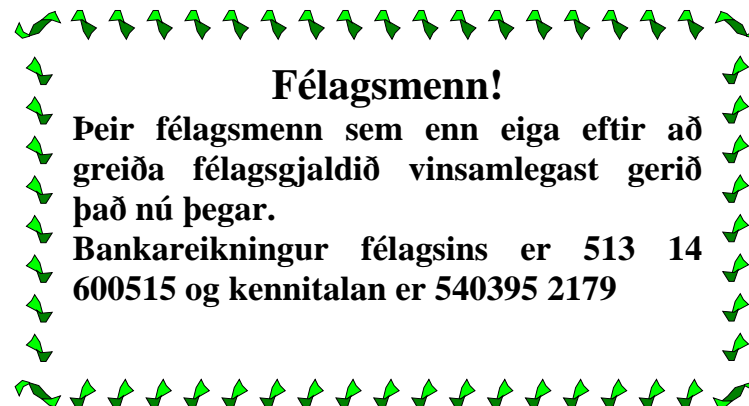 Félagsmenn!
Þeir félagsmenn sem enn eiga eftir að
greiða félagsgjaldið vinsamlegast gerið
það nú þegar.
Bankareikningur félagsins er 513 14
600515 og kennitalan er 540395 2179